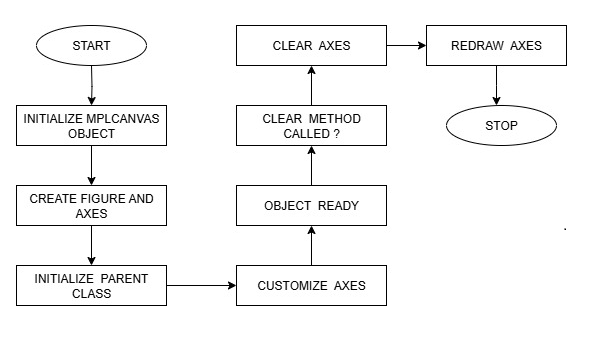 START
INITIALIZE MPLCANVAS
OBJECT
CREATE FIGURE AND
AXES
INITIALIZE PARENT
CLASS
CUSTOMIZE AXES
OBJECT READY
CLEAR METHOD
CALLED ?
CLEAR AXES
REDRAW AXES
STOP
.